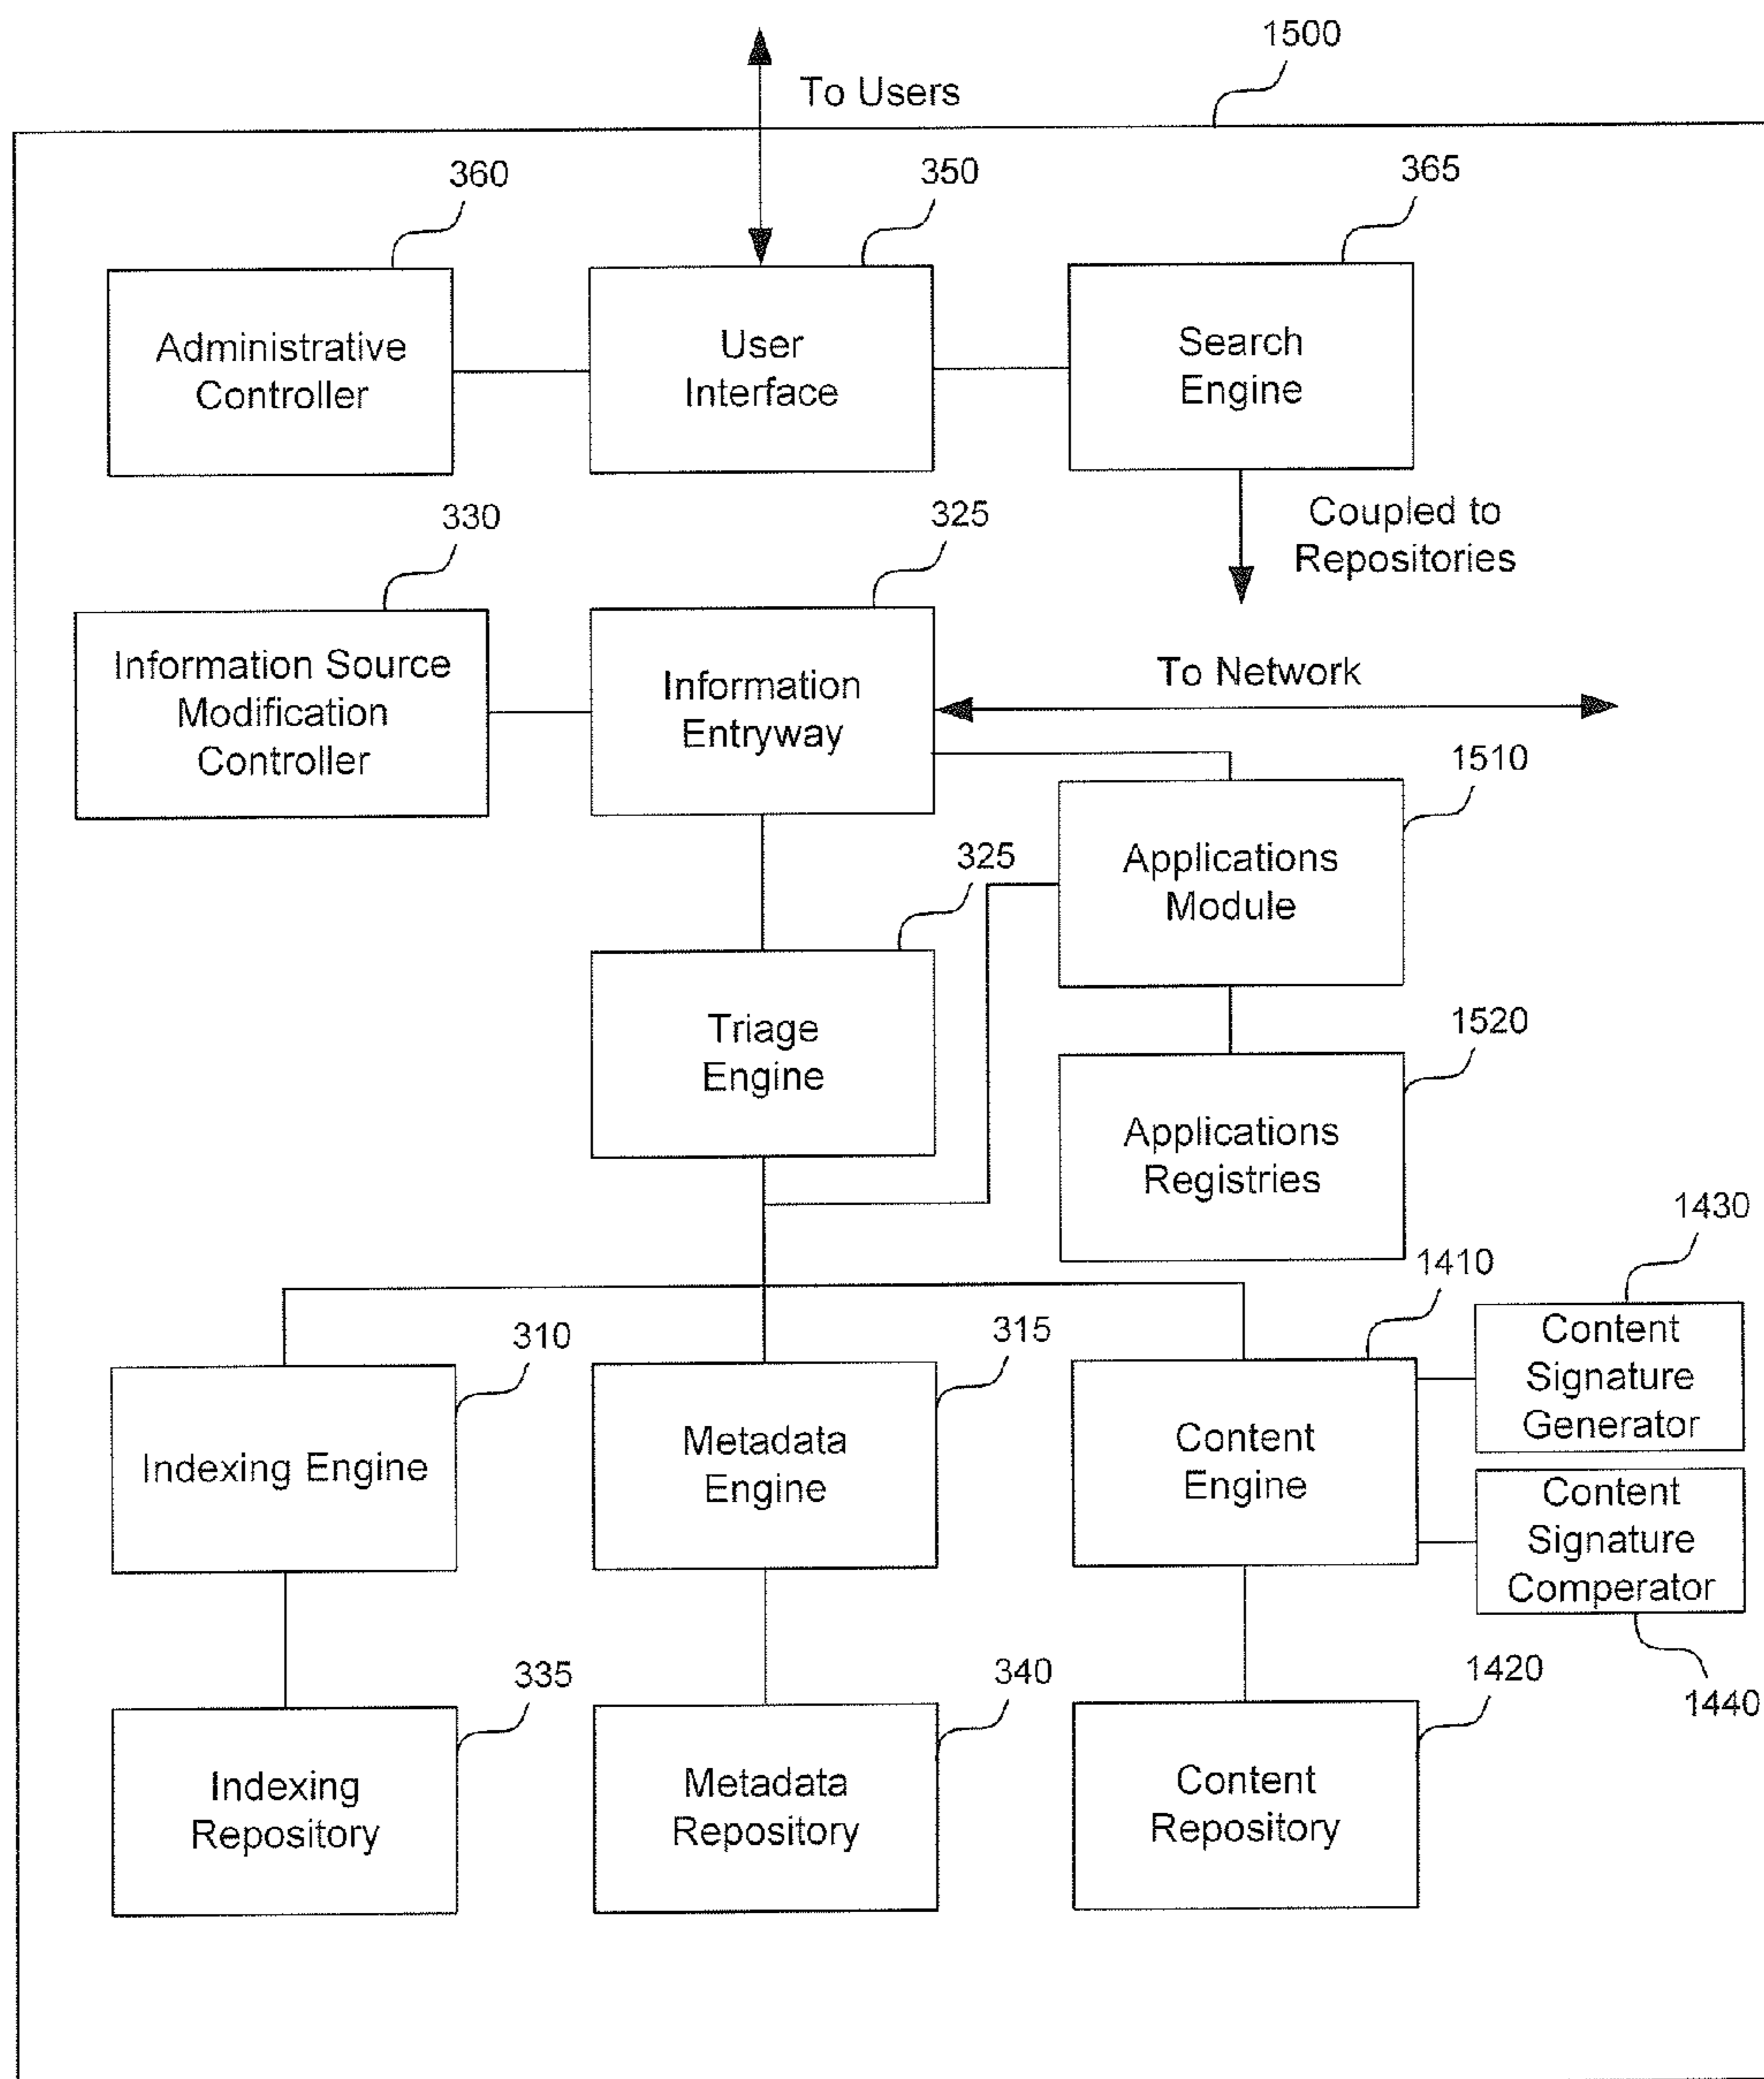 1500
To Users
360
350
365
Administrative
Controller
User
Interface
Search
Engine
Coupled to
Repositories
330
325
Information Source
Modification
Controller
Information
Entryway
To Network
1510
Applications
Module
325
Triage
Engine
1520
Applications
Registries
1430
1410
Content
Signature
Generator
310
315
Indexing Engine
Metadata
Engine
Content
Engine
Content
Signature
Comperator
1440
335
340
1420
Indexing
Repository
Metadata
Repository
Content
Repository